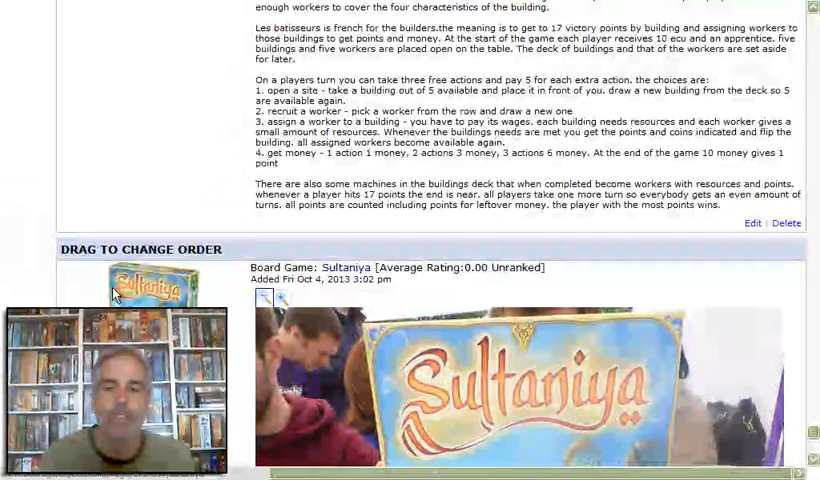 enough workers to cover the four characteristics of the building.
Les batisseurs is french for the builders.the meaning is to get to 17 victory points by building and assigning workers to
those buildings to get points and money. At the start of the game each player receives 10 ecu and an apprentice. five
buildings and five workers are placed open on the table. The deck of buildings and that of the workers are set aside
for later.
On a players turn you can take three free actions and pay 5 for each extra action. the choices are:
1. open a site - take a building out of 5 available and place it in front of you. draw a new building from the deck so 5
are available again.
2. recruit a worker - pick a worker from the row and draw a new one
3. assign a worker to a building - you have to pay its wages. each building needs resources and each worker gives a
small amount of resources. Whenever the buildings needs are met you get the points and coins indicated and flip the
building. all assigned workers become available again.
4. get money - 1 action 1 money, 2 actions 3 money, 3 actions 6 money. At the end of the game 10 money gives 1
point
There are also some machines in the buildings deck that when completed become workers with resources and points.
whenever a player hits 17 points the end is near. all players take one more turn so everybody gets an even amount of
turns. all points are counted including points for leftover money. the player with the most points wins.
Edit | Delete
DRAG TO CHANGE ORDER
Board Game: Sultaniya [Average Rating:0.00 Unranked]
Added Fri Oct 4, 2013 3:02 pm
Sultaniya
Sultaniya